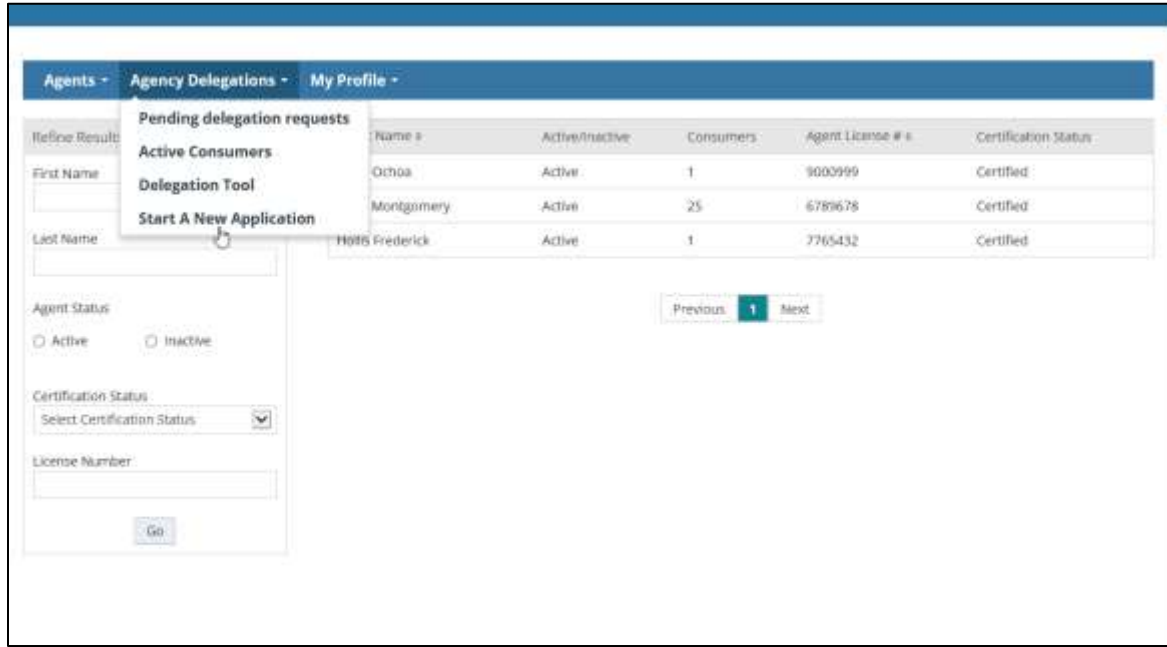 Agents Agency Delegations My Profile
Pending delegation requests
Active Consumers
Delegation Tool
Start A New Application
Refine Result
First Name
Last Name
Agent Status
Active Inactive
Certification Status
Select Certification Status
License Number
Go
Name Active/Inactive Consumers Agent License # Certification Status
Ochoa Active 1 9000999 Certified
Montgomery Active 25 6789678 Certified
Hollis Frederick Active 1 7765432 Certified
Previous 1 Next